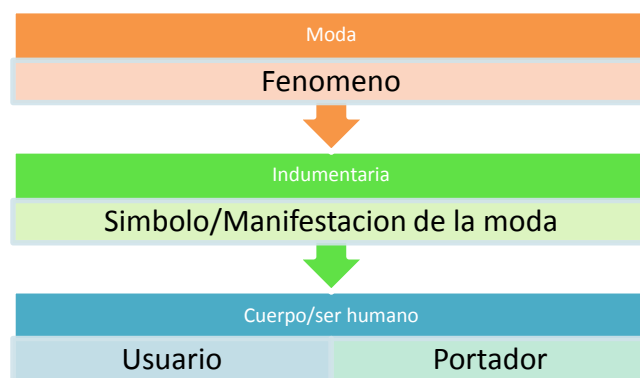 Moda
Fenomeno
Indumentaria
Simbolo/Manifestacion de la moda
Cuerpo/ser humano
Usuario Portador